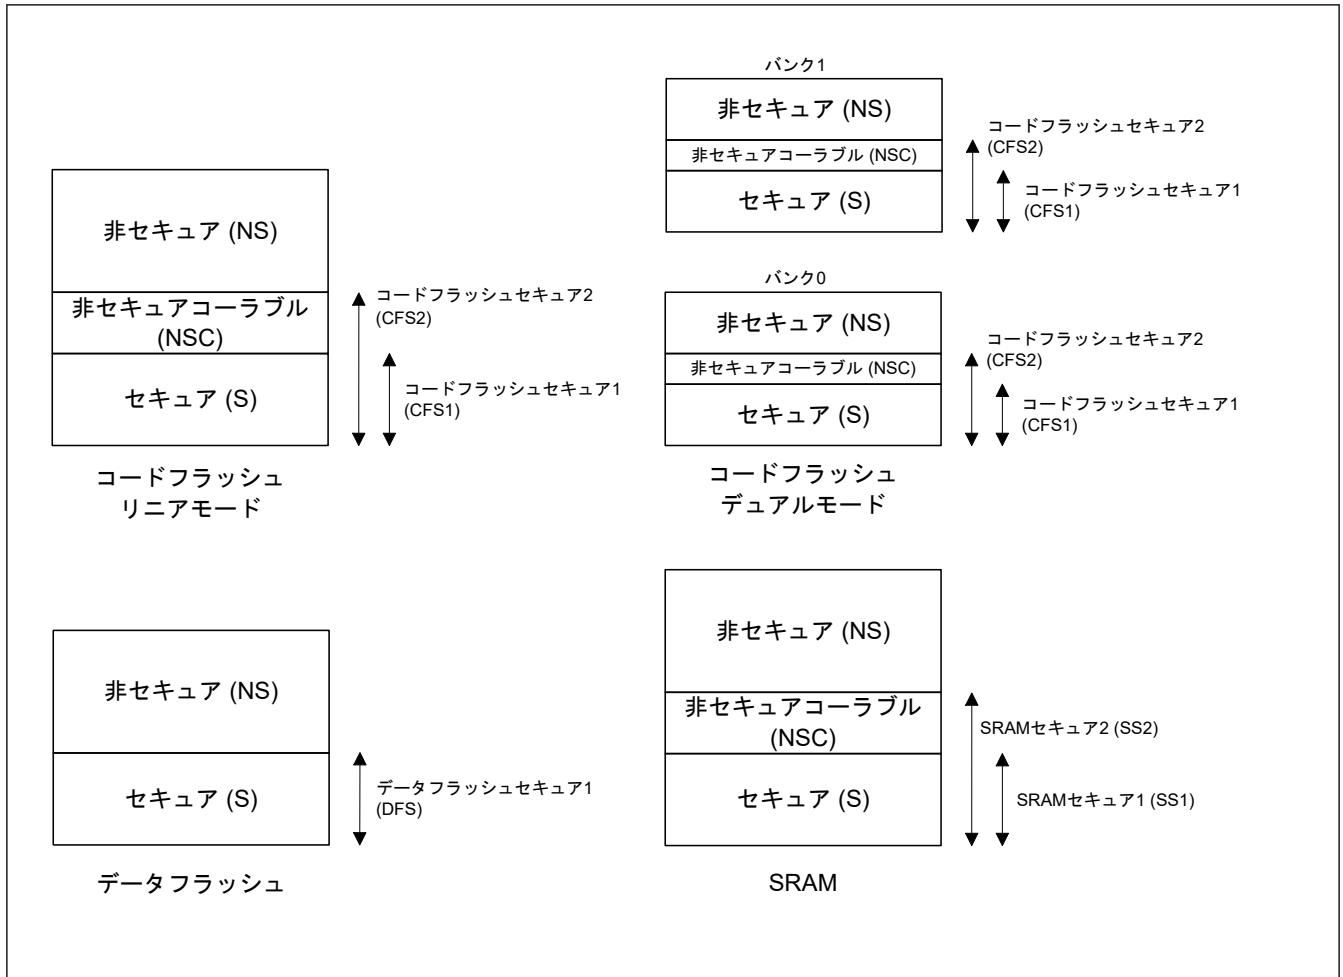 非セキュア (NS)
非セキュアコーラブル
(NSC)
セキュア (S)
コードフラッシュセキュア2
(CFS2)
コードフラッシュセキュア1
(CFS1)
コードフラッシュ
リニアモード
バンク1
非セキュア (NS)
非セキュアコーラブル (NSC)
セキュア (S)
コードフラッシュセキュア2
(CFS2)
コードフラッシュセキュア1
(CFS1)
バンク0
非セキュア (NS)
非セキュアコーラブル (NSC)
セキュア (S)
コードフラッシュセキュア2
(CFS2)
コードフラッシュセキュア1
(CFS1)
コードフラッシュ
デュアルモード
非セキュア (NS)
セキュア (S)
データフラッシュセキュア1
(DFS)
データフラッシュ
非セキュア (NS)
非セキュアコーラブル
(NSC)
セキュア (S)
SRAMセキュア2 (SS2)
SRAMセキュア1 (SS1)
SRAM